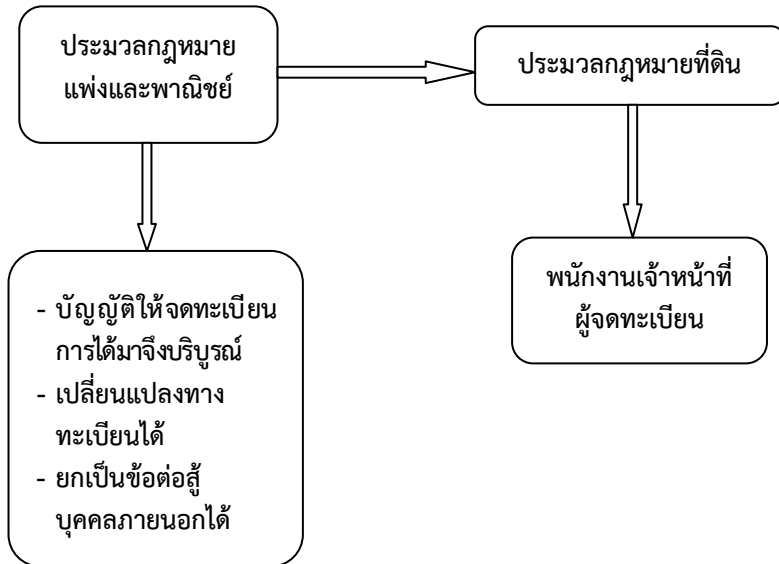 ประมวลกฎหมาย
แพ่งและพาณิชย์
ประมวลกฎหมายที่ดิน
- บัญญัติให้จดทะเบียน
การได้มาจึงบริบูรณ์
- เปลี่ยนแปลงทาง
ทะเบียนได้
- ยกเป็นข้อต่อสู้
บุคคลภายนอกได้
พนักงานเจ้าหน้าที่
ผู้จดทะเบียน